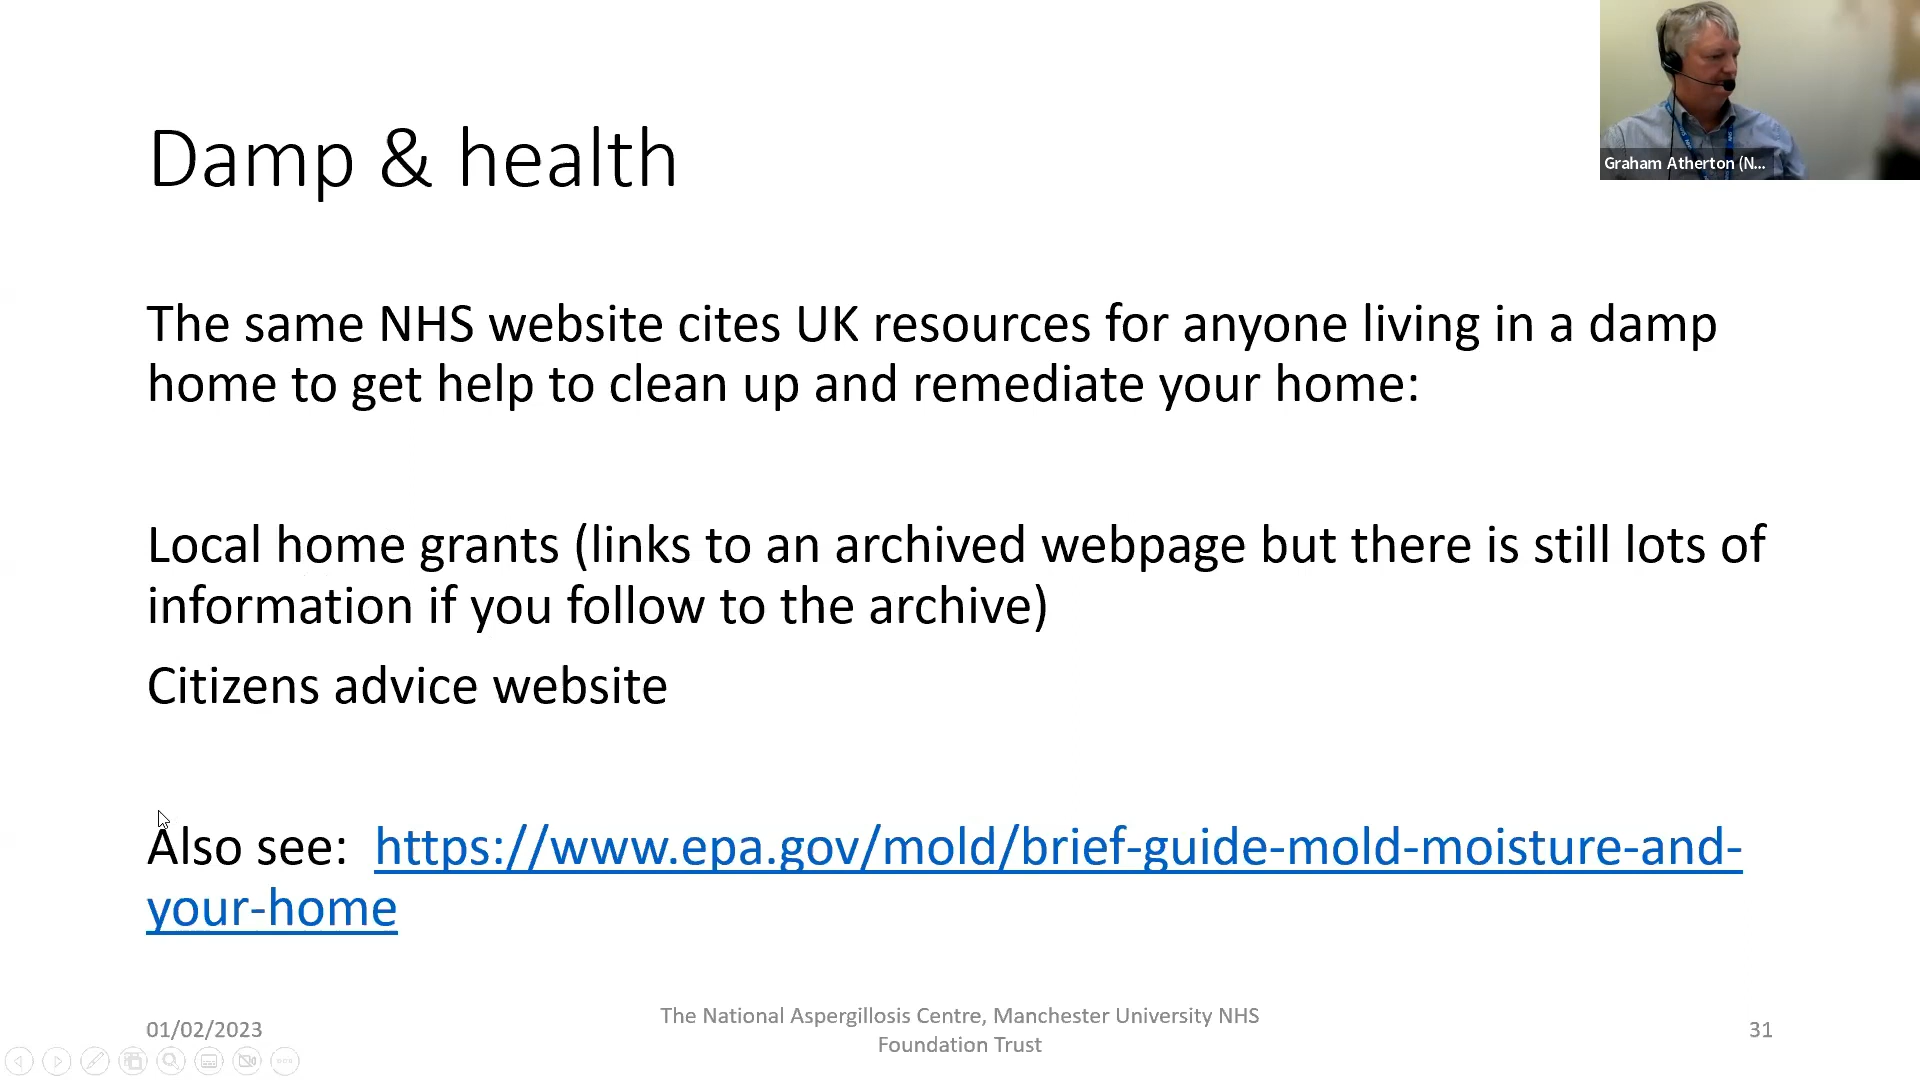 Damp & health
Graham Atherton (N...
The same NHS website cites UK resources for anyone living in a damp
home to get help to clean up and remediate your home:
Local home grants (links to an archived webpage but there is still lots of
information if you follow to the archive)
Citizens advice website
Also see: https://www.epa.gov/mold/brief-guide-mold-moisture-and-
your-home
01/02/2023
The National Aspergillosis Centre, Manchester University NHS
Foundation Trust
31